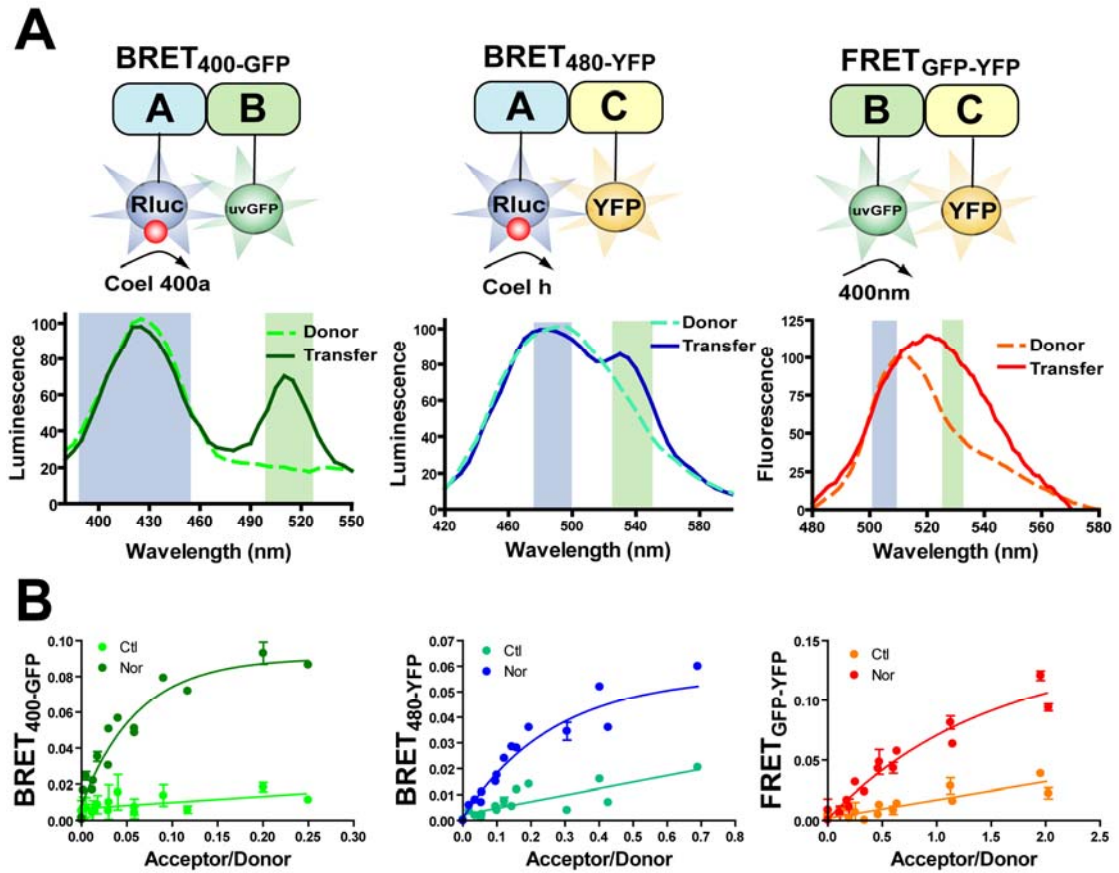 A
BRET400-GFP
BRET480-YFP
FRETGFP-YFP
A B
A C
B C
Rluc uvGFP
Rluc YFP
uvGFP YFP
Coel 400a
Coel h
400nm
Luminescence
100
80
60
40
20
0
Donor
Transfer
400 430 460 490 520 550
Wavelength (nm)
Luminescence
100
80
60
40
20
0
Donor
Transfer
420 460 500 540 580
Wavelength (nm)
Fluorescence
125
100
75
50
25
0
Donor
Transfer
480 500 520 540 560 580
Wavelength (nm)
B
BRET400-GFP
0.10
0.08
0.06
0.04
0.02
0.00
Ctl
Nor
0.00 0.05 0.10 0.15 0.20 0.25 0.30
Acceptor/Donor
BRET480-YFP
0.07
0.06
0.05
0.04
0.03
0.02
0.01
0.00
Ctl
Nor
0.0 0.1 0.2 0.3 0.4 0.5 0.6 0.7 0.8
Acceptor/Donor
FRETGFP-YFP
0.15
0.10
0.05
0.00
Ctl
Nor
0.0 0.5 1.0 1.5 2.0 2.5
Acceptor/Donor